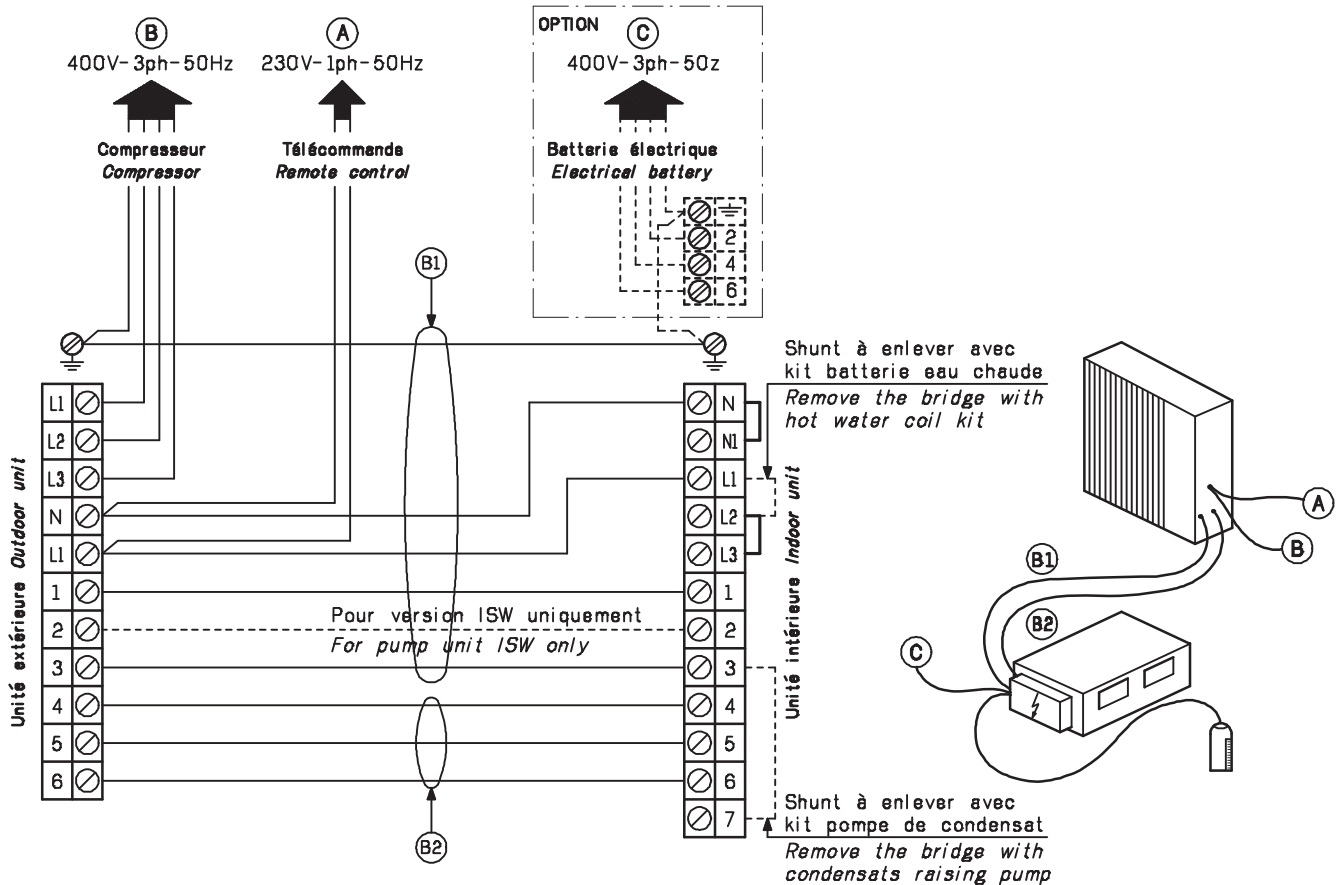 OPTION
B
A
C
400V-3ph-50Hz
230V-1ph-50Hz
400V-3ph-50z
Compresseur
Compressor
Télécommande
Remote control
Batterie électrique
Electrical battery
2
4
6
B1
Shunt à enlever avec
kit batterie eau chaude
Remove the bridge with
hot water coil kit
Unité extérieure Outdoor unit
L1
L2
L3
N
L1
1
2
3
4
5
6
Pour version ISW uniquement
For pump unit ISW only
N
N1
L1
L2
L3
1
2
3
4
5
6
7
Unité intérieure Indoor unit
B2
Shunt à enlever avec
kit pompe de condensat
Remove the bridge with
condensats raising pump
A
B
B1
B2
C